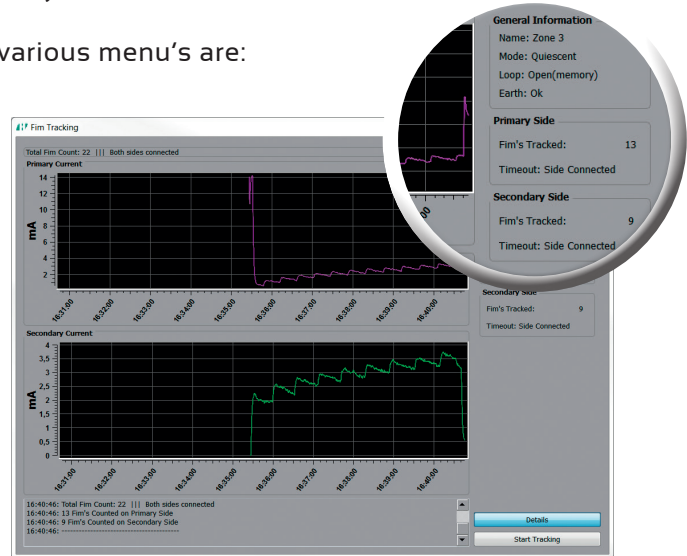 various menu's are:
General Information
Name: Zone 3
Mode: Quiescent
Loop: Open(memory)
Earth: Ok
Primary Side
Fim's Tracked: 13
Timeout: Side Connected
Secondary Side
Fim's Tracked: 9
Timeout: Side Connected
Fim Tracking
Total Fim Count: 22 ||| Both sides connected
Primary Current
14
12
10
8
6
4
2
mA
16:31:00 16:32:00 16:33:00 16:34:00 16:35:00 16:36:00 16:37:00 16:38:00 16:39:00 16:40:00
Secondary Side
Fim's Tracked: 9
Timeout: Side Connected
Secondary Current
4
3,5
3
2,5
2
1,5
1
0,5
0
mA
16:31:00 16:32:00 16:33:00 16:34:00 16:35:00 16:36:00 16:37:00 16:38:00 16:39:00 16:40:00
16:40:46: Total Fim Count: 22 ||| Both sides connected
16:40:46: 13 Fim's Counted on Primary Side
16:40:46: 9 Fim's Counted on Secondary Side
16:40:46: ----------------------------------------
Details
Start Tracking